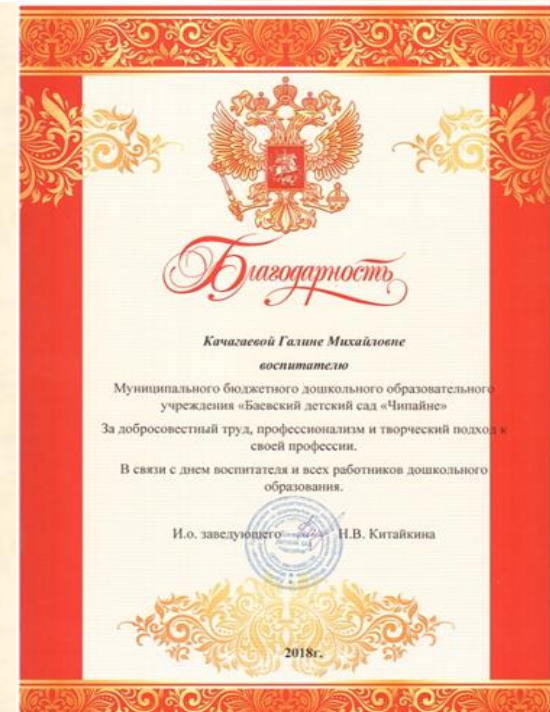 Благодарность
Качагаевой Галине Михайловне
воспитателю
Муниципального бюджетного дошкольного образовательного
учреждения «Баевский детский сад «Чипайне»
За добросовестный труд, профессионализм и творческий подход к
своей профессии.
В связи с днем воспитателя и всех работников дошкольного
образования.
И.о. заведующего Н.В. Китайкина
2018г.